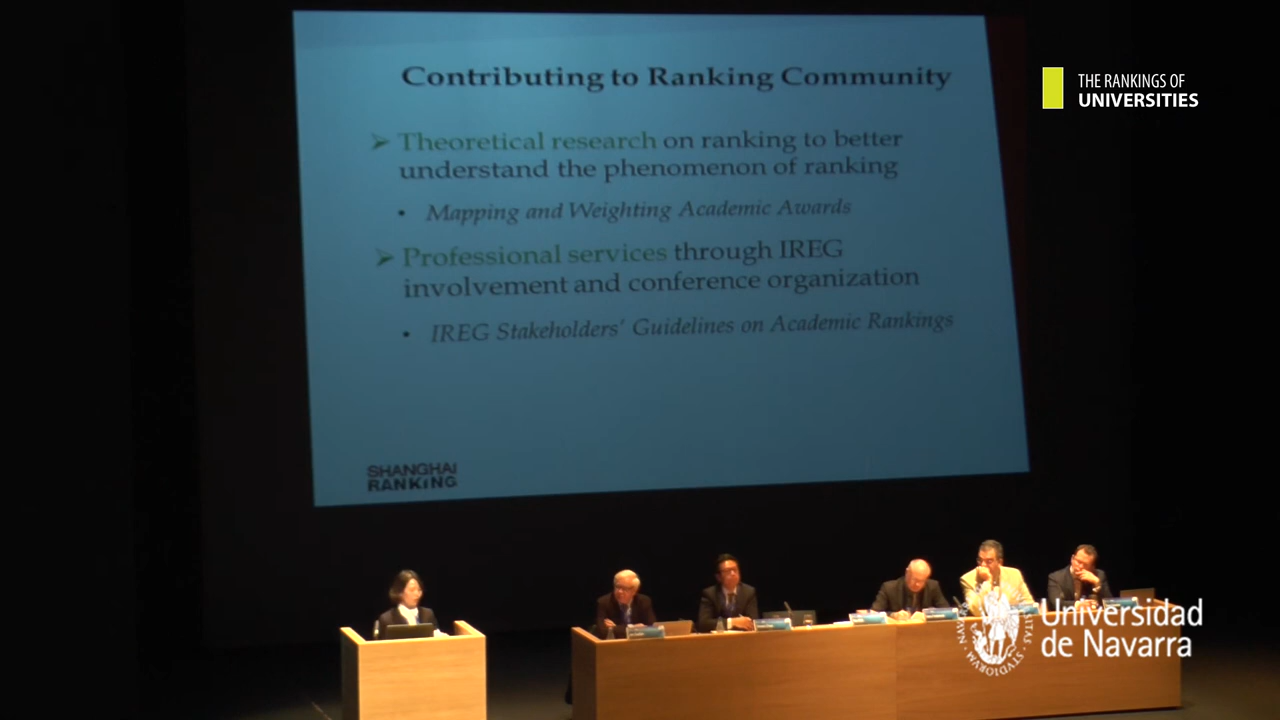 Contributing to Ranking Community
Theoretical research on ranking to better
understand the phenomenon of ranking
• Mapping and Weighting Academic Awards
Professional services through IREG
involvement and conference organization
• IREG Stakeholders' Guidelines on Academic Rankings
SHANGHAI
RANKING
THE RANKINGS OF
UNIVERSITIES
Universidad
de Navarra